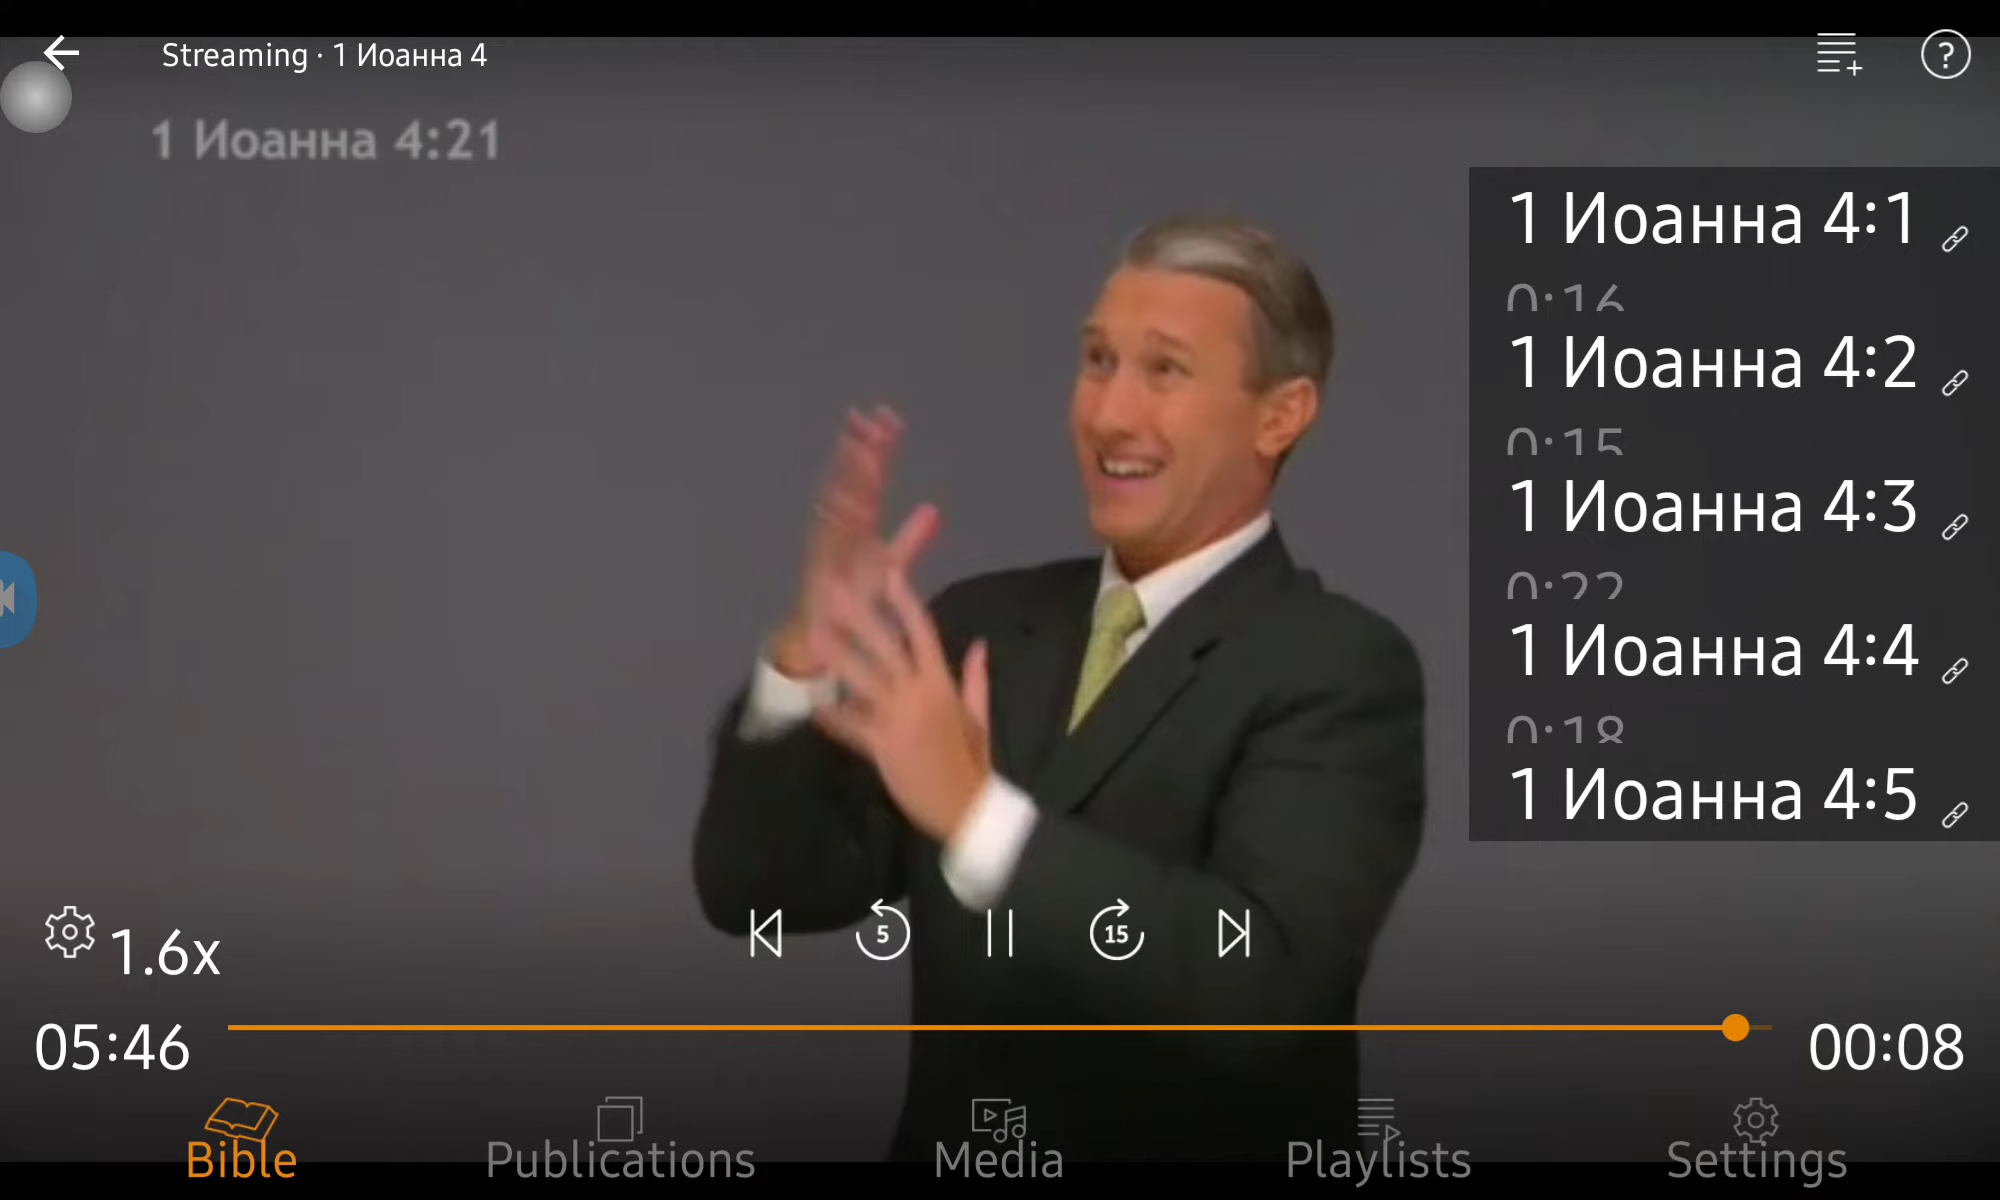 Streaming · 1 Иоанна 4
?
1 Иоанна 4:21
1 Иоанна 4:1
0:16
1 Иоанна 4:2
0:15
1 Иоанна 4:3
0:22
1 Иоанна 4:4
0:18
1 Иоанна 4:5
1.6x
5
15
05:46
00:08
Bible
Publications
Media
Playlists
Settings